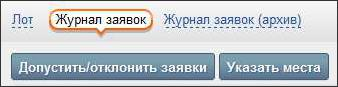 Лот Журнал заявок Журнал заявок (архив)
Допустить/отклонить заявки Указать места